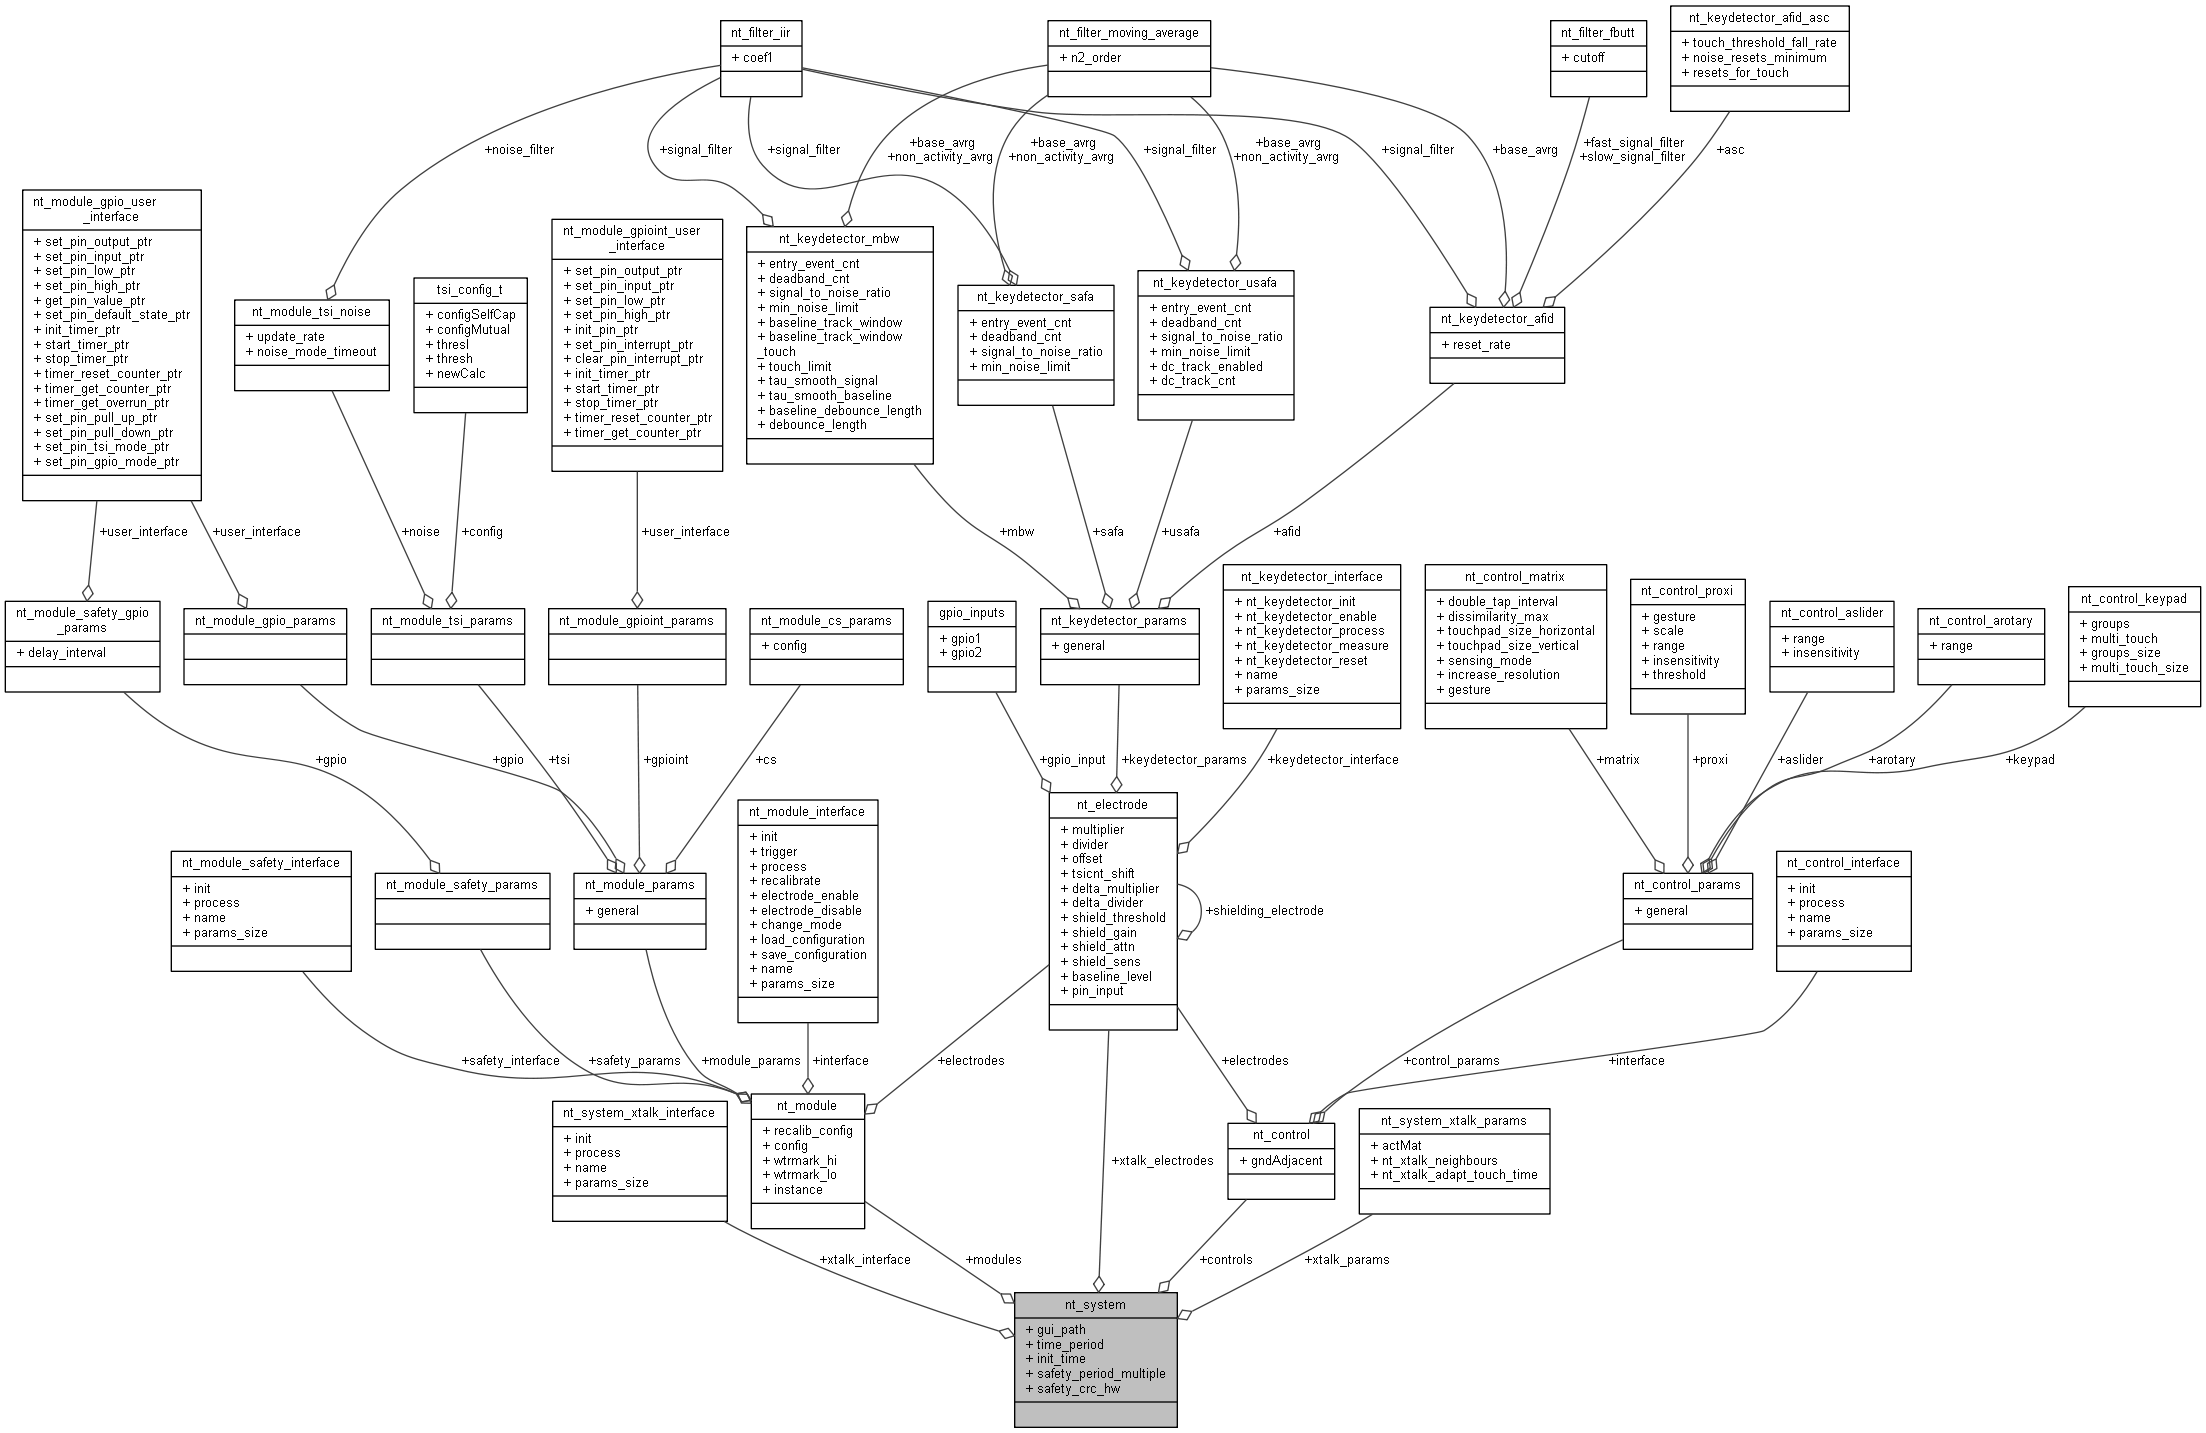 nt_filter_iir
+ coef1
nt_filter_moving_average
+ n2_order
nt_filter_fbutt
+ cutoff
nt_keydetector_afid_asc
+ touch_threshold_fall_rate
+ noise_resets_minimum
+ resets_for_touch
+noise_filter
+signal_filter
+signal_filter
+base_avrg
+non_activity_avrg
+base_avrg
+non_activity_avrg
+signal_filter
+base_avrg
+non_activity_avrg
+signal_filter
+base_avrg
+fast_signal_filter
+slow_signal_filter
+asc
nt_module_gpio_user
_interface
+ set_pin_output_ptr
+ set_pin_input_ptr
+ set_pin_low_ptr
+ set_pin_high_ptr
+ get_pin_value_ptr
+ set_pin_default_state_ptr
+ init_timer_ptr
+ start_timer_ptr
+ stop_timer_ptr
+ timer_reset_counter_ptr
+ timer_get_counter_ptr
+ timer_get_overrun_ptr
+ set_pin_pull_up_ptr
+ set_pin_pull_down_ptr
+ set_pin_tsi_mode_ptr
+ set_pin_gpio_mode_ptr
nt_module_tsi_noise
+ update_rate
+ noise_mode_timeout
tsi_config_t
+ configSelfCap
+ configMutual
+ thresl
+ thresh
+ newCalc
nt_module_gpioint_user
_interface
+ set_pin_output_ptr
+ set_pin_input_ptr
+ set_pin_low_ptr
+ set_pin_high_ptr
+ init_pin_ptr
+ set_pin_interrupt_ptr
+ clear_pin_interrupt_ptr
+ init_timer_ptr
+ start_timer_ptr
+ stop_timer_ptr
+ timer_reset_counter_ptr
+ timer_get_counter_ptr
nt_keydetector_mbw
+ entry_event_cnt
+ deadband_cnt
+ signal_to_noise_ratio
+ min_noise_limit
+ baseline_track_window
+ baseline_track_window
_touch
+ touch_limit
+ tau_smooth_signal
+ tau_smooth_baseline
+ baseline_debounce_length
+ debounce_length
nt_keydetector_safa
+ entry_event_cnt
+ deadband_cnt
+ signal_to_noise_ratio
+ min_noise_limit
nt_keydetector_usafa
+ entry_event_cnt
+ deadband_cnt
+ signal_to_noise_ratio
+ min_noise_limit
+ dc_track_enabled
+ dc_track_cnt
nt_keydetector_afid
+ reset_rate
+user_interface
+user_interface
+noise
+config
+user_interface
+mbw
+safa
+usafa
+afid
nt_module_safety_gpio
_params
+ delay_interval
nt_module_gpio_params
nt_module_tsi_params
nt_module_gpioint_params
nt_module_cs_params
+ config
gpio_inputs
+ gpio1
+ gpio2
nt_keydetector_params
+ general
nt_keydetector_interface
+ nt_keydetector_init
+ nt_keydetector_enable
+ nt_keydetector_process
+ nt_keydetector_measure
+ nt_keydetector_reset
+ name
+ params_size
nt_control_matrix
+ double_tap_interval
+ dissimilarity_max
+ touchpad_size_horizontal
+ touchpad_size_vertical
+ sensing_mode
+ increase_resolution
+ gesture
nt_control_proxi
+ gesture
+ scale
+ range
+ insensitivity
+ threshold
nt_control_aslider
+ range
+ insensitivity
nt_control_arotary
+ range
nt_control_keypad
+ groups
+ multi_touch
+ groups_size
+ multi_touch_size
+gpio
+gpio
+tsi
+gpioint
+cs
+gpio_input
+keydetector_params
+keydetector_interface
+matrix
+proxi
+aslider
+arotary
+keypad
nt_module_safety_interface
+ init
+ process
+ name
+ params_size
nt_module_safety_params
nt_module_params
+ general
nt_module_interface
+ init
+ trigger
+ process
+ recalibrate
+ electrode_enable
+ electrode_disable
+ change_mode
+ load_configuration
+ save_configuration
+ name
+ params_size
nt_electrode
+ multiplier
+ divider
+ offset
+ tsicnt_shift
+ delta_multiplier
+ delta_divider
+ shield_threshold
+ shield_gain
+ shield_attn
+ shield_sens
+ baseline_level
+ pin_input
+shielding_electrode
nt_control_params
+ general
nt_control_interface
+ init
+ process
+ name
+ params_size
+safety_interface
+safety_params
+module_params
+interface
+electrodes
+electrodes
+control_params
+interface
nt_system_xtalk_interface
+ init
+ process
+ name
+ params_size
nt_module
+ recalib_config
+ config
+ wtrmark_hi
+ wtrmark_lo
+ instance
+xtalk_electrodes
nt_control
+ gndAdjacent
nt_system_xtalk_params
+ actMat
+ nt_xtalk_neighbours
+ nt_xtalk_adapt_touch_time
+xtalk_interface
+modules
+controls
+xtalk_params
nt_system
+ gui_path
+ time_period
+ init_time
+ safety_period_multiple
+ safety_crc_hw